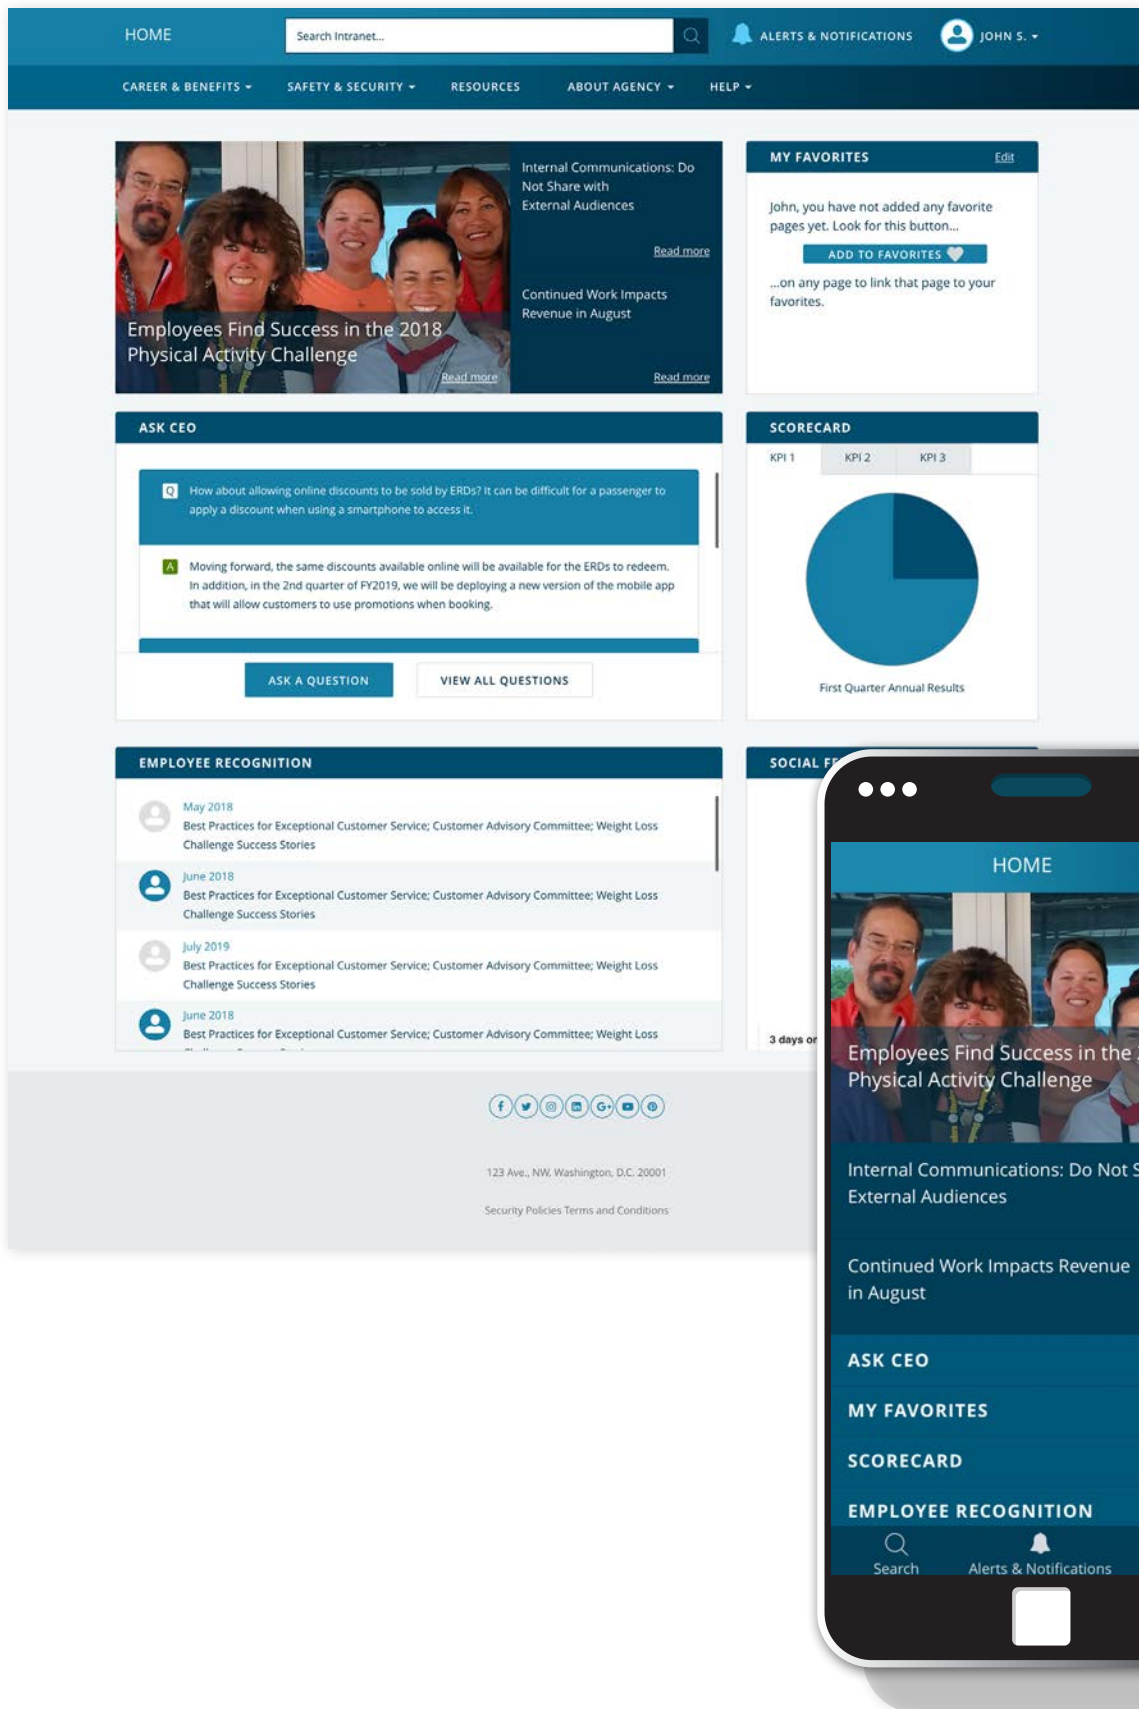 HOME
Search Intranet...
ALERTS & NOTIFICATIONS
JOHN S.
CAREER & BENEFITS
SAFETY & SECURITY
RESOURCES
ABOUT AGENCY
HELP
Employees Find Success in the 2018
Physical Activity Challenge
Read more
Internal Communications: Do
Not Share with
External Audiences
Read more
Continued Work Impacts
Revenue in August
Read more
MY FAVORITES
Edit
John, you have not added any favorite
pages yet. Look for this button...
ADD TO FAVORITES
...on any page to link that page to your
favorites.
ASK CEO
Q
How about allowing online discounts to be sold by ERDs? It can be difficult for a passenger to
apply a discount when using a smartphone to access it.
A
Moving forward, the same discounts available online will be available for the ERDs to redeem.
In addition, in the 2nd quarter of FY2019, we will be deploying a new version of the mobile app
that will allow customers to use promotions when booking.
ASK A QUESTION
VIEW ALL QUESTIONS
SCORECARD
KPI 1
KPI 2
KPI 3
First Quarter Annual Results
EMPLOYEE RECOGNITION
May 2018
Best Practices for Exceptional Customer Service; Customer Advisory Committee; Weight Loss
Challenge Success Stories
June 2018
Best Practices for Exceptional Customer Service; Customer Advisory Committee; Weight Loss
Challenge Success Stories
July 2019
Best Practices for Exceptional Customer Service; Customer Advisory Committee; Weight Loss
Challenge Success Stories
June 2018
Best Practices for Exceptional Customer Service; Customer Advisory Committee; Weight Loss
SOCIAL
3 days
123 Ave., NW, Washington, D.C. 20001
Security Policies Terms and Conditions
HOME
Employees Find Success in the
Physical Activity Challenge
Internal Communications: Do Not
External Audiences
Continued Work Impacts Revenue
in August
ASK CEO
MY FAVORITES
SCORECARD
EMPLOYEE RECOGNITION
Search
Alerts & Notifications